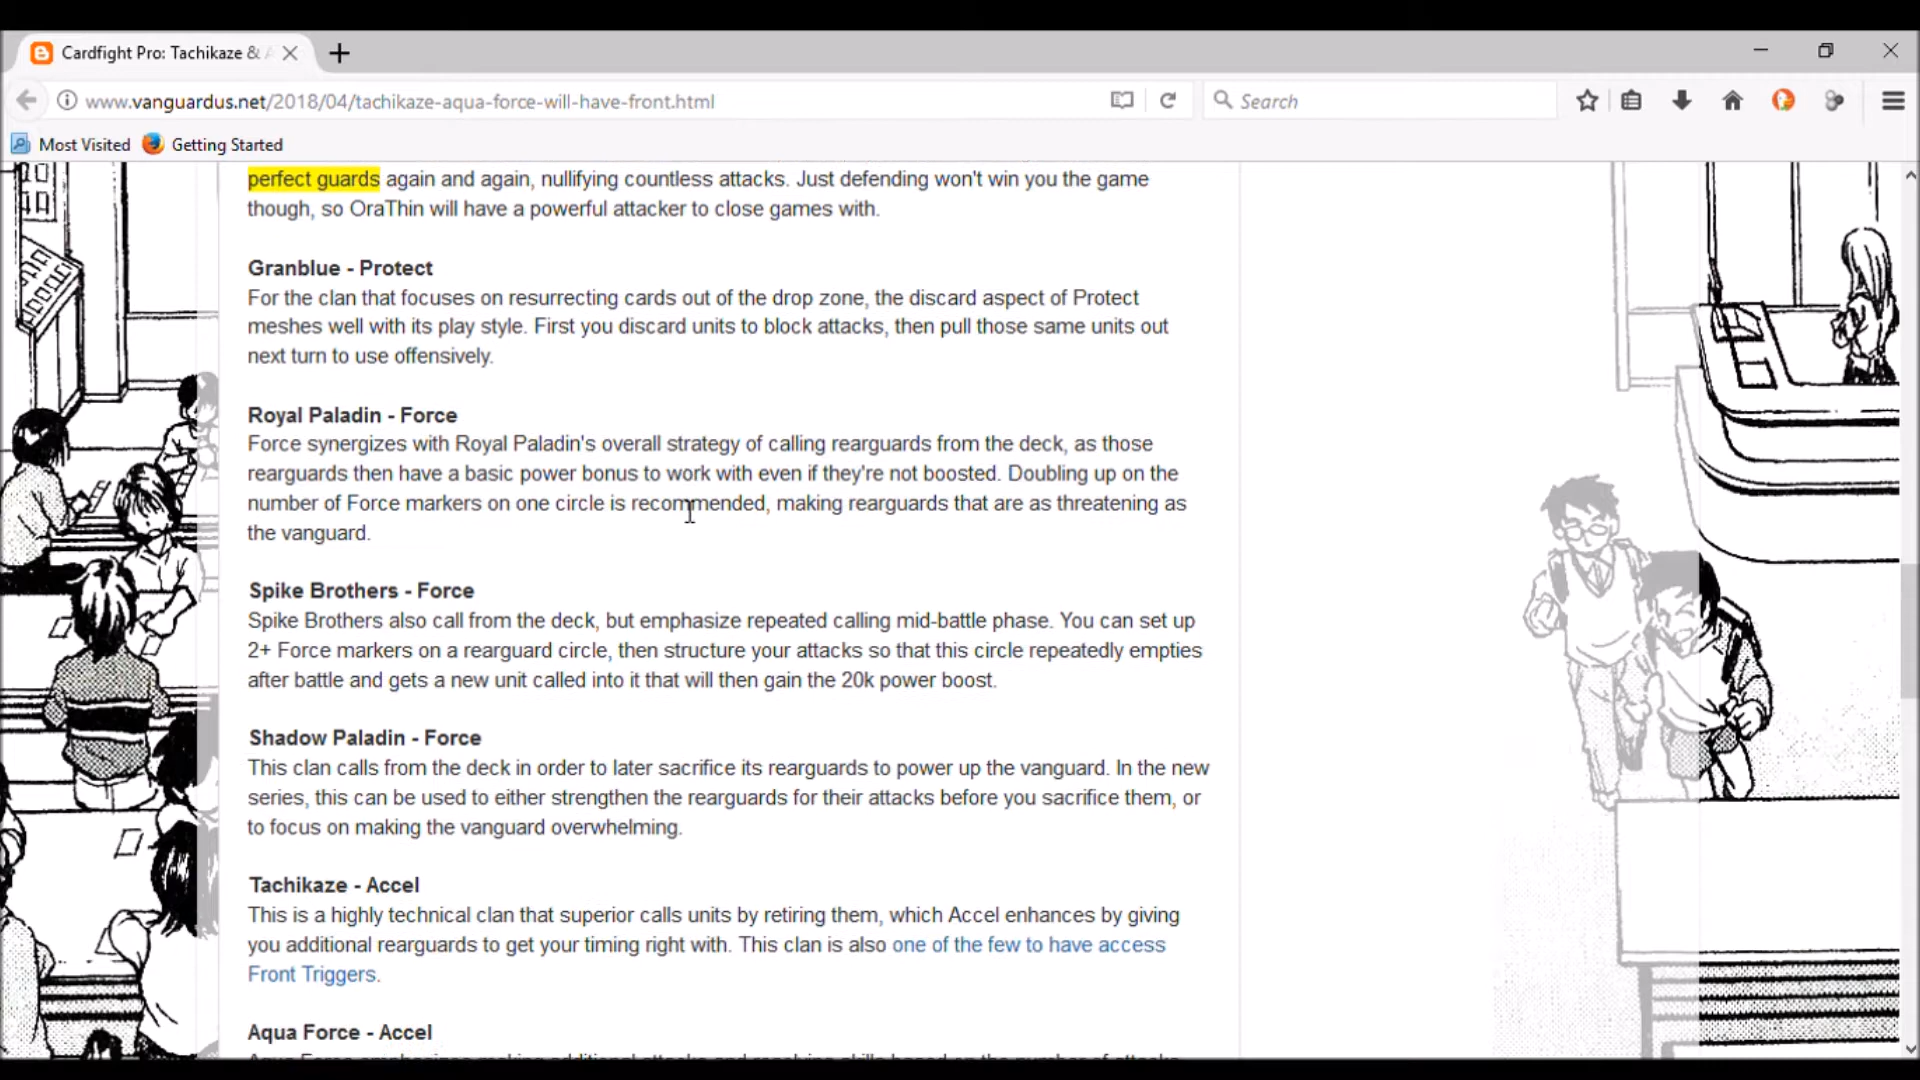 Cardfight Pro: Tachikaze &
www.vanguardus.net/2018/04/tachikaze-aqua-force-will-have-front.html
Search
Most Visited
Getting Started
perfect guards again and again, nullifying countless attacks. Just defending won't win you the game
though, so OraThin will have a powerful attacker to close games with.
Granblue - Protect
For the clan that focuses on resurrecting cards out of the drop zone, the discard aspect of Protect
meshes well with its play style. First you discard units to block attacks, then pull those same units out
next turn to use offensively.
Royal Paladin - Force
Force synergizes with Royal Paladin's overall strategy of calling rearguards from the deck, as those
rearguards then have a basic power bonus to work with even if they're not boosted. Doubling up on the
number of Force markers on one circle is recommended, making rearguards that are as threatening as
the vanguard.
Spike Brothers - Force
Spike Brothers also call from the deck, but emphasize repeated calling mid-battle phase. You can set up
2+ Force markers on a rearguard circle, then structure your attacks so that this circle repeatedly empties
after battle and gets a new unit called into it that will then gain the 20k power boost.
Shadow Paladin - Force
This clan calls from the deck in order to later sacrifice its rearguards to power up the vanguard. In the new
series, this can be used to either strengthen the rearguards for their attacks before you sacrifice them, or
to focus on making the vanguard overwhelming.
Tachikaze - Accel
This is a highly technical clan that superior calls units by retiring them, which Accel enhances by giving
you additional rearguards to get your timing right with. This clan is also one of the few to have access
Front Triggers.
Aqua Force - Accel
Aqua Force emphasizes making additional attacks and resolving skills based on the number of attacks